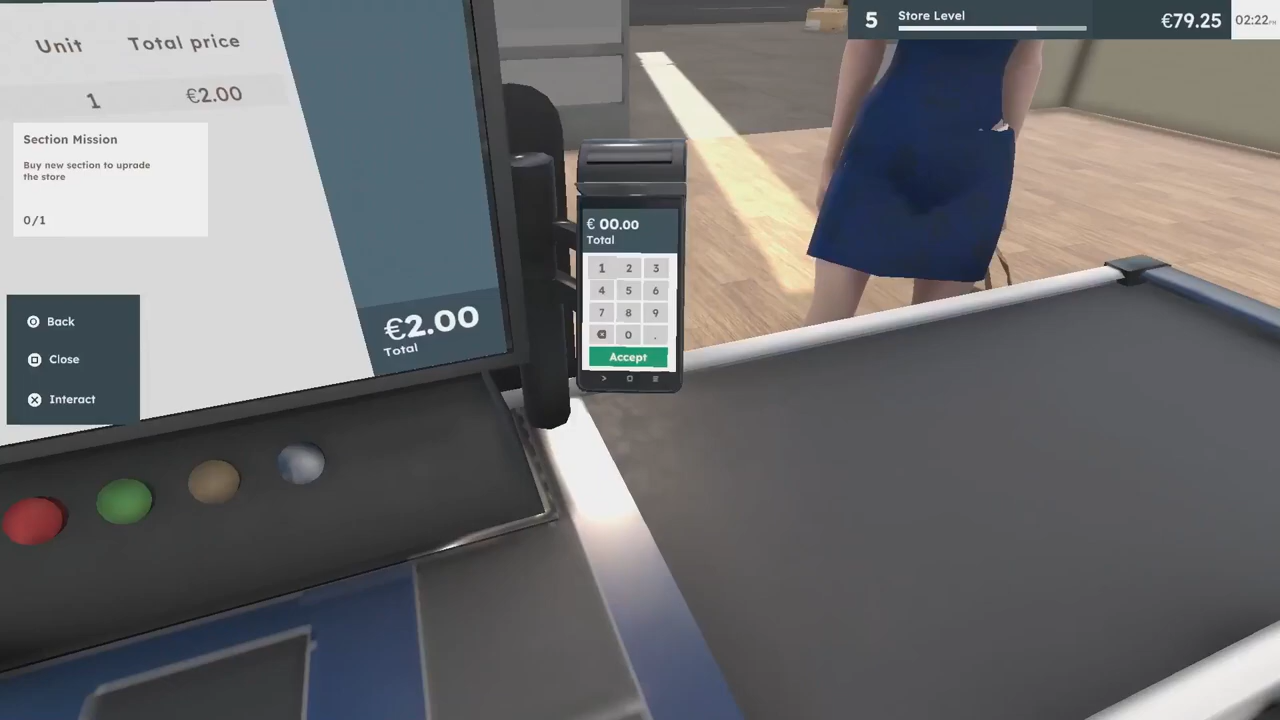 5 Store Level €79.25 02:22PM
Unit Total price
1 €2.00
Section Mission
Buy new section to uprade
the store
0/1
€2.00
Total
Back
Close
Interact
€ 00.00
Total
1 2 3
4 5 6
7 8 9
0 .
Accept